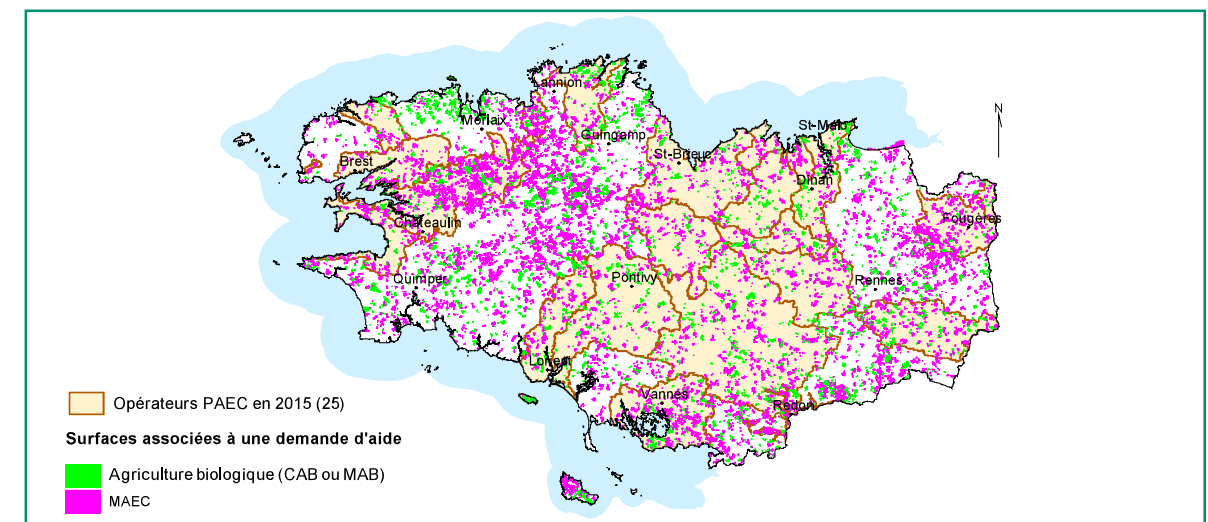 Lannion
N
Morlaix
St-Malo
Guingamp
St-Brieuc
Brest
Dinan
Fougères
Châteaulin
Pontivy
Quimper
Rennes
Lorient
Vannes
Redon
Opérateurs PAEC en 2015 (25)
Surfaces associées à une demande d'aide
Agriculture biologique (CAB ou MAB)
MAEC